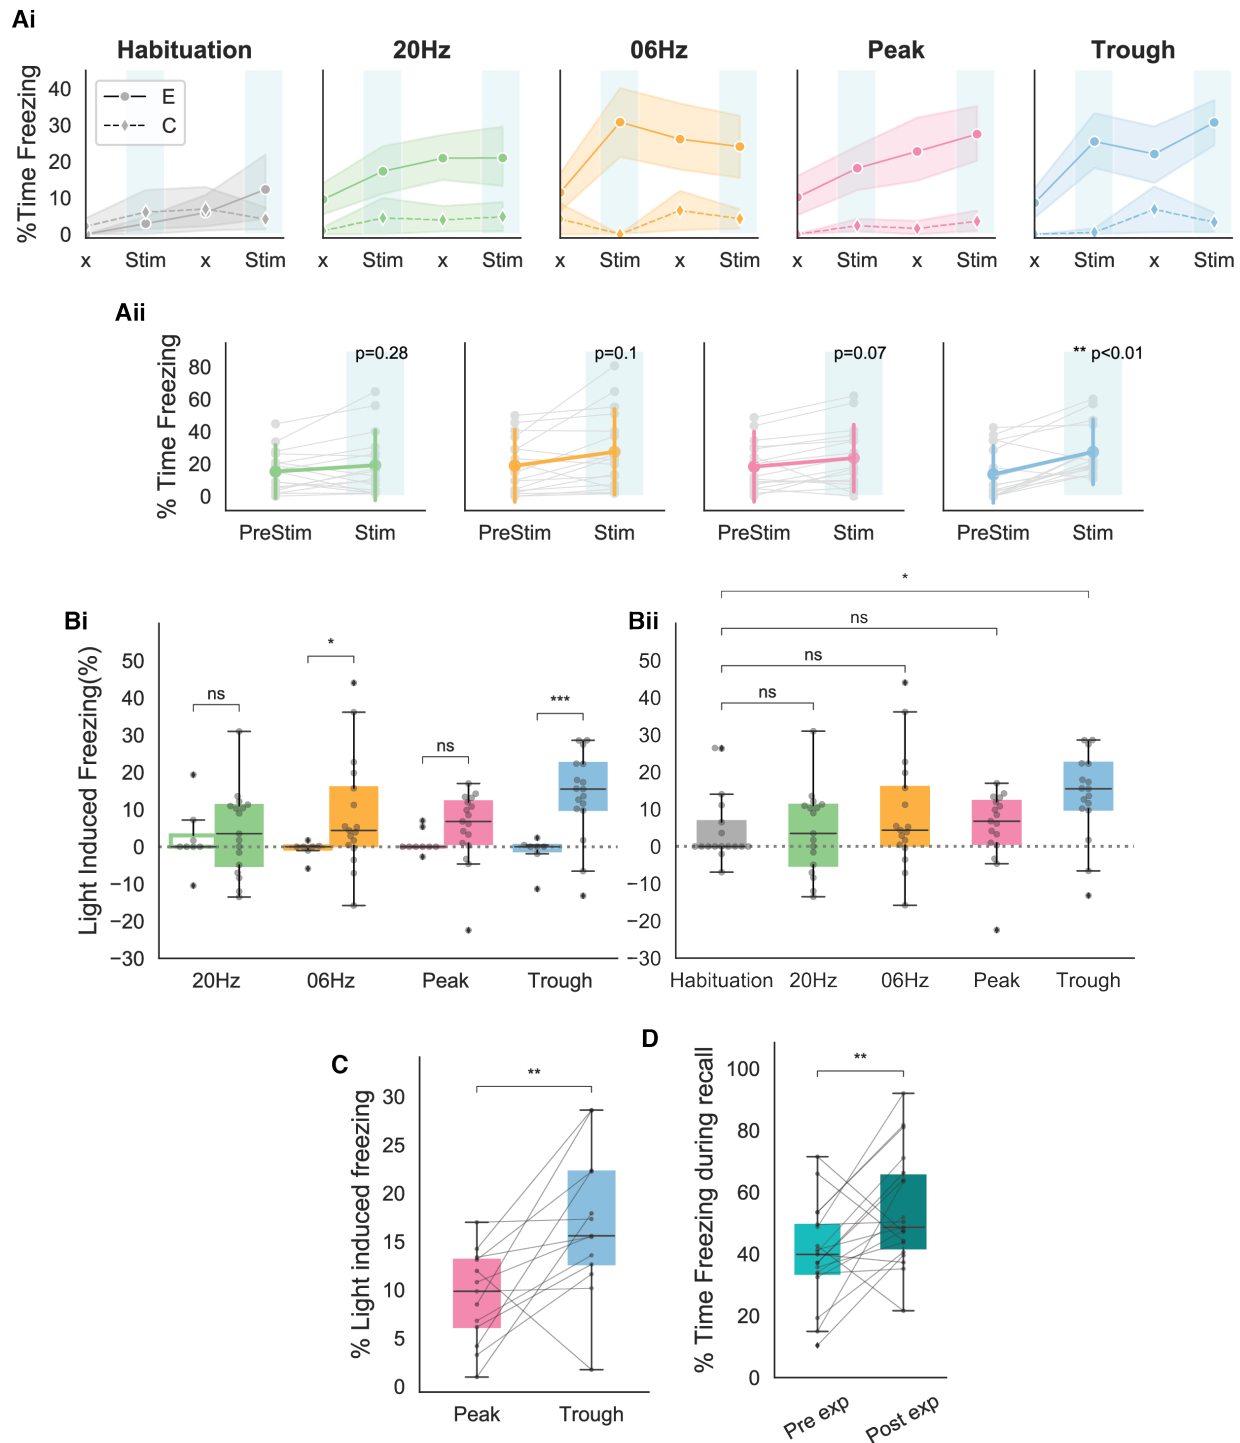 Ai
Habituation 20Hz 06Hz Peak Trough
%Time Freezing
40
30
20
10
0
E
C
x Stim x Stim x Stim x Stim x Stim x Stim x Stim x Stim x Stim x Stim
Aii
% Time Freezing
80
60
40
20
0
p=0.28 p=0.1 p=0.07 ** p<0.01
PreStim Stim PreStim Stim PreStim Stim PreStim Stim
Bi
Light Induced Freezing(%)
50
40
30
20
10
0
−10
−20
−30
ns * ns ***
20Hz 06Hz Peak Trough
Bii
50
40
30
20
10
0
−10
−20
−30
*
ns
ns
ns
Habituation 20Hz 06Hz Peak Trough
C
% Light induced freezing
30
25
20
15
10
5
0
**
Peak Trough
D
% Time Freezing during recall
100
80
60
40
20
0
**
Pre exp Post exp